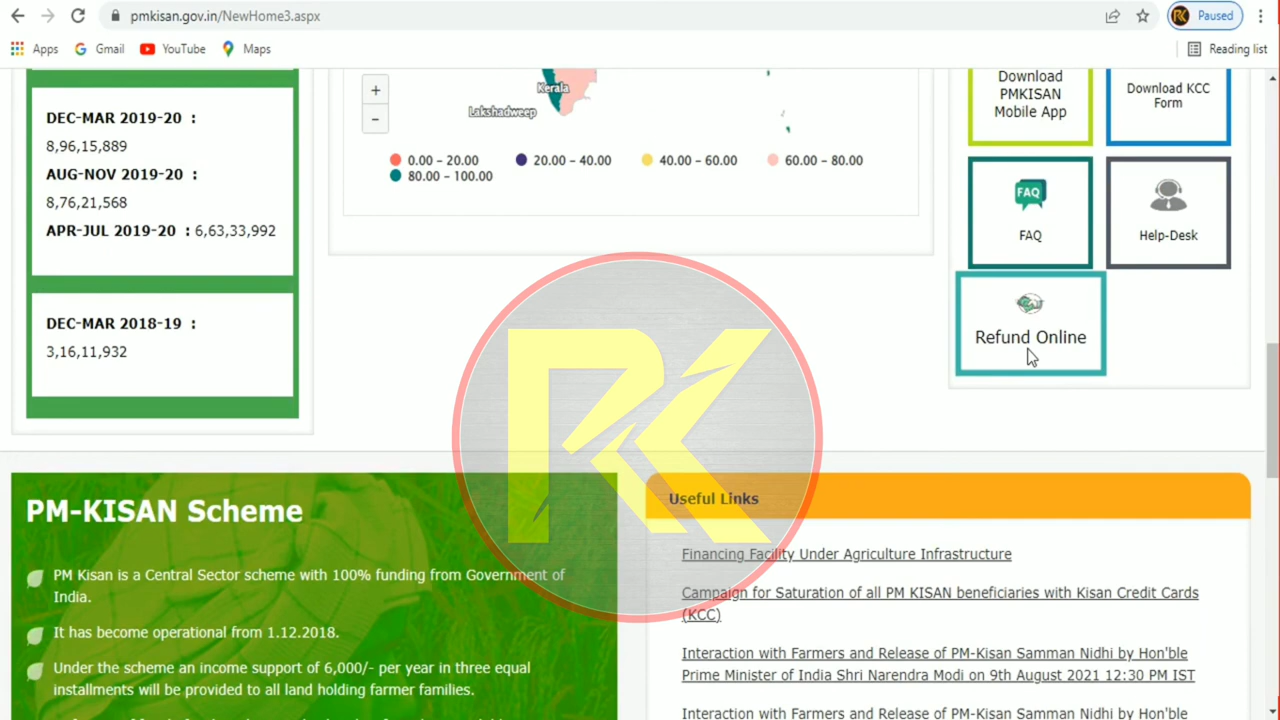 pmkisan.gov.in/NewHome3.aspx
Paused
Apps
Gmail
YouTube
Maps
Reading list
DEC-MAR 2019-20 :
8,96,15,889
AUG-NOV 2019-20 :
8,76,21,568
APR-JUL 2019-20 : 6,63,33,992
DEC-MAR 2018-19 :
3,16,11,932
+
−
Kerala
Lakshadweep
0.00 – 20.00
20.00 – 40.00
40.00 – 60.00
60.00 – 80.00
80.00 – 100.00
Download
PMKISAN
Mobile App
Download KCC
Form
FAQ
FAQ
Help-Desk
Refund Online
RK
PM-KISAN Scheme
PM Kisan is a Central Sector scheme with 100% funding from Government of
India.
It has become operational from 1.12.2018.
Under the scheme an income support of 6,000/- per year in three equal
installments will be provided to all land holding farmer families.
Useful Links
Financing Facility Under Agriculture Infrastructure
Campaign for Saturation of all PM KISAN beneficiaries with Kisan Credit Cards
(KCC)
Interaction with Farmers and Release of PM-Kisan Samman Nidhi by Hon'ble
Prime Minister of India Shri Narendra Modi on 9th August 2021 12:30 PM IST
Interaction with Farmers and Release of PM-Kisan Samman Nidhi by Hon'ble